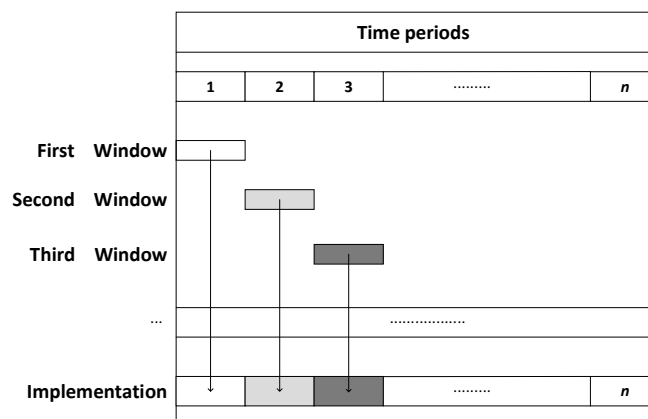 Time periods
1 2 3 ......... n
First Window
Second Window
Third Window
... .................
Implementation ......... n